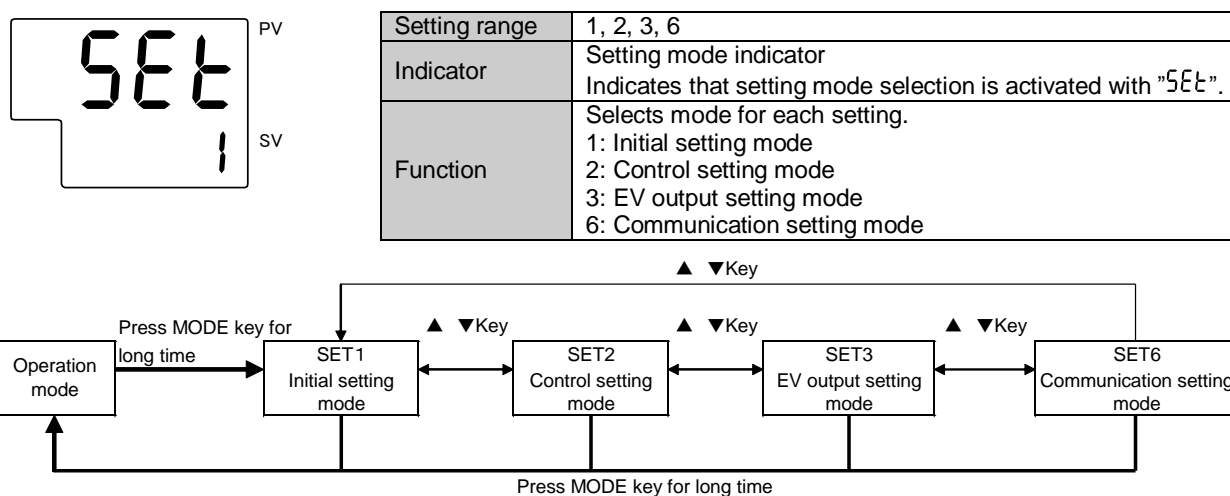 SEt
PV
1
SV
Setting range 1, 2, 3, 6
Indicator
Setting mode indicator
Indicates that setting mode selection is activated with "SEt".
Function
Selects mode for each setting.
1: Initial setting mode
2: Control setting mode
3: EV output setting mode
6: Communication setting mode
▲ ▼Key
Press MODE key for
long time
▲ ▼Key
▲ ▼Key
▲ ▼Key
Operation
mode
SET1
Initial setting
mode
SET2
Control setting
mode
SET3
EV output setting
mode
SET6
Communication setting
mode
Press MODE key for long time